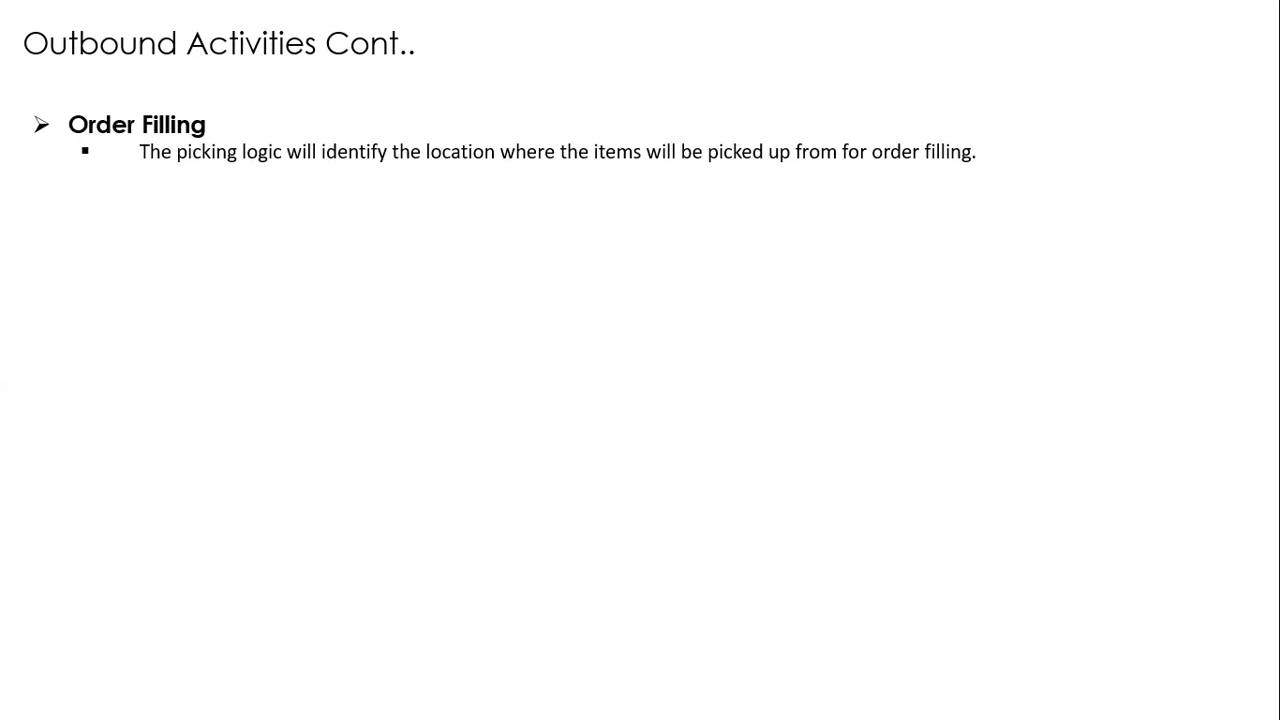 Outbound Activities Cont..
➢ Order Filling
▪ The picking logic will identify the location where the items will be picked up from for order filling.